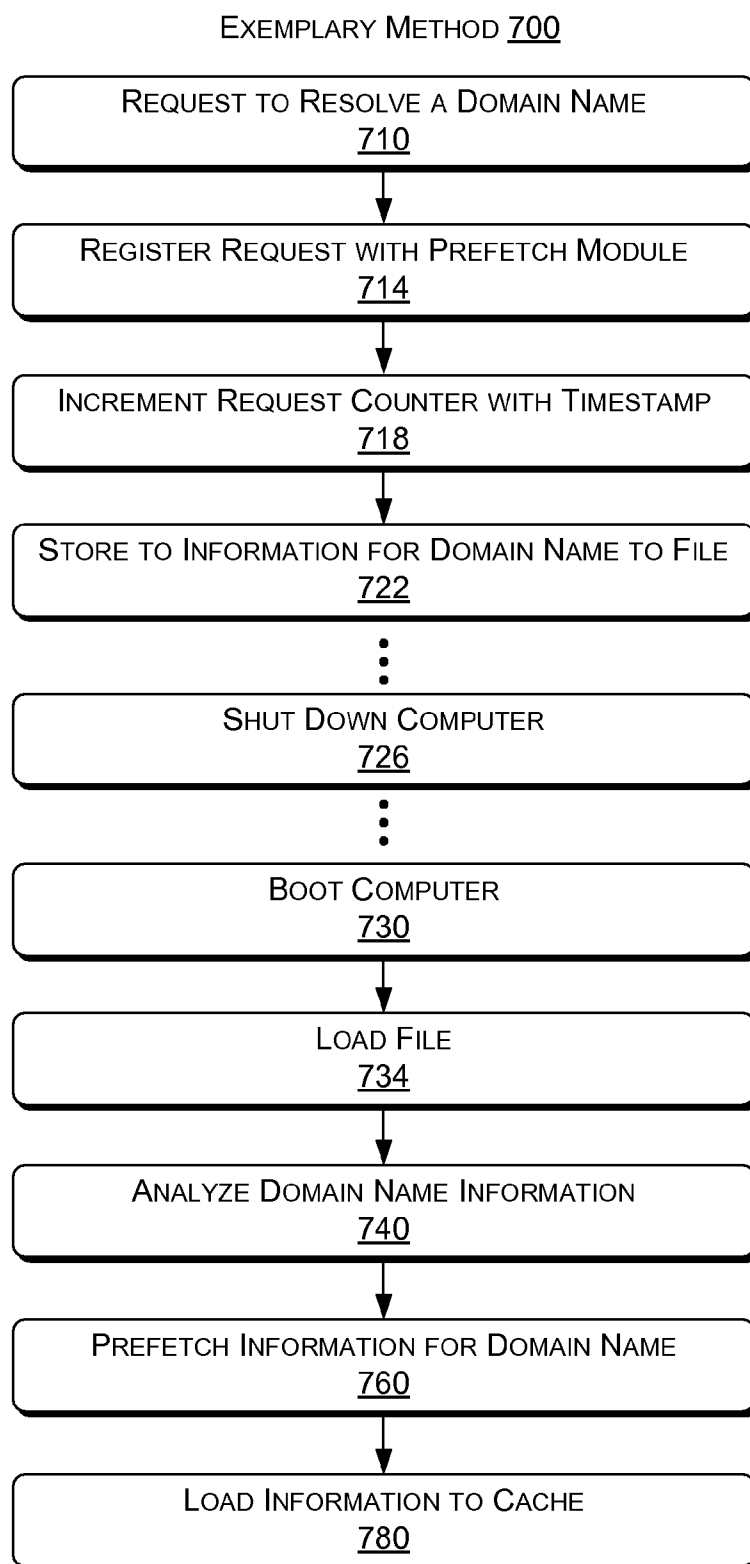 EXEMPLARY METHOD 700
REQUEST TO RESOLVE A DOMAIN NAME
710
REGISTER REQUEST WITH PREFETCH MODULE
714
INCREMENT REQUEST COUNTER WITH TIMESTAMP
718
STORE TO INFORMATION FOR DOMAIN NAME TO FILE
722
SHUT DOWN COMPUTER
726
BOOT COMPUTER
730
LOAD FILE
734
ANALYZE DOMAIN NAME INFORMATION
740
PREFETCH INFORMATION FOR DOMAIN NAME
760
LOAD INFORMATION TO CACHE
780